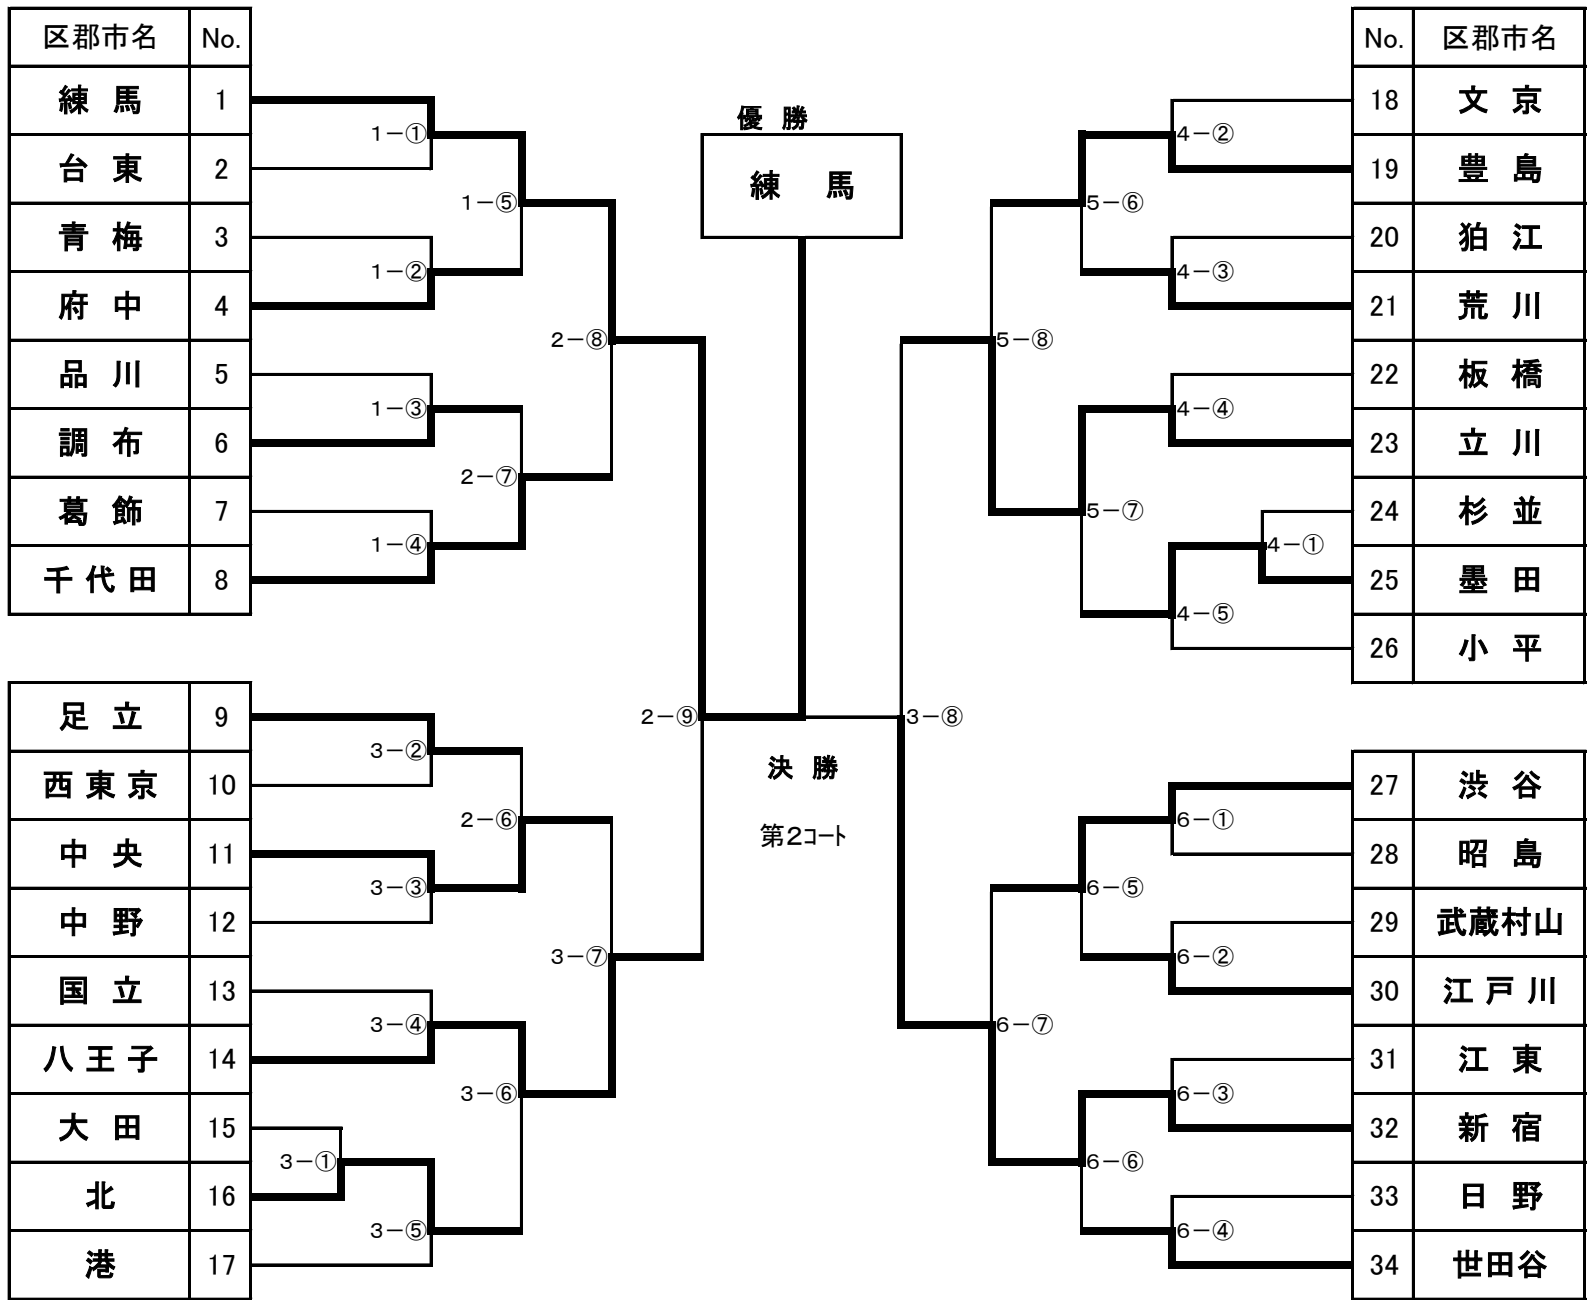 区郡市名 No.
練 馬 1
台 東 2
青 梅 3
府 中 4
品 川 5
調 布 6
葛 飾 7
千 代 田 8
足 立 9
西 東 京 10
中 央 11
中 野 12
国 立 13
八 王 子 14
大 田 15
北 16
港 17
1－①
1－②
1－③
1－④
3－②
3－③
3－④
3－①
3－⑤
1－⑤
2－⑦
2－⑥
3－⑥
2－⑧
3－⑦
2－⑨
優 勝
練 馬
決 勝
第2コート
3－⑧
5－⑧
6－⑦
5－⑥
5－⑦
6－⑤
6－⑥
4－②
4－③
4－④
4－①
4－⑤
6－①
6－②
6－③
6－④
No. 区郡市名
18 文 京
19 豊 島
20 狛 江
21 荒 川
22 板 橋
23 立 川
24 杉 並
25 墨 田
26 小 平
27 渋 谷
28 昭 島
29 武蔵村山
30 江 戸 川
31 江 東
32 新 宿
33 日 野
34 世田谷